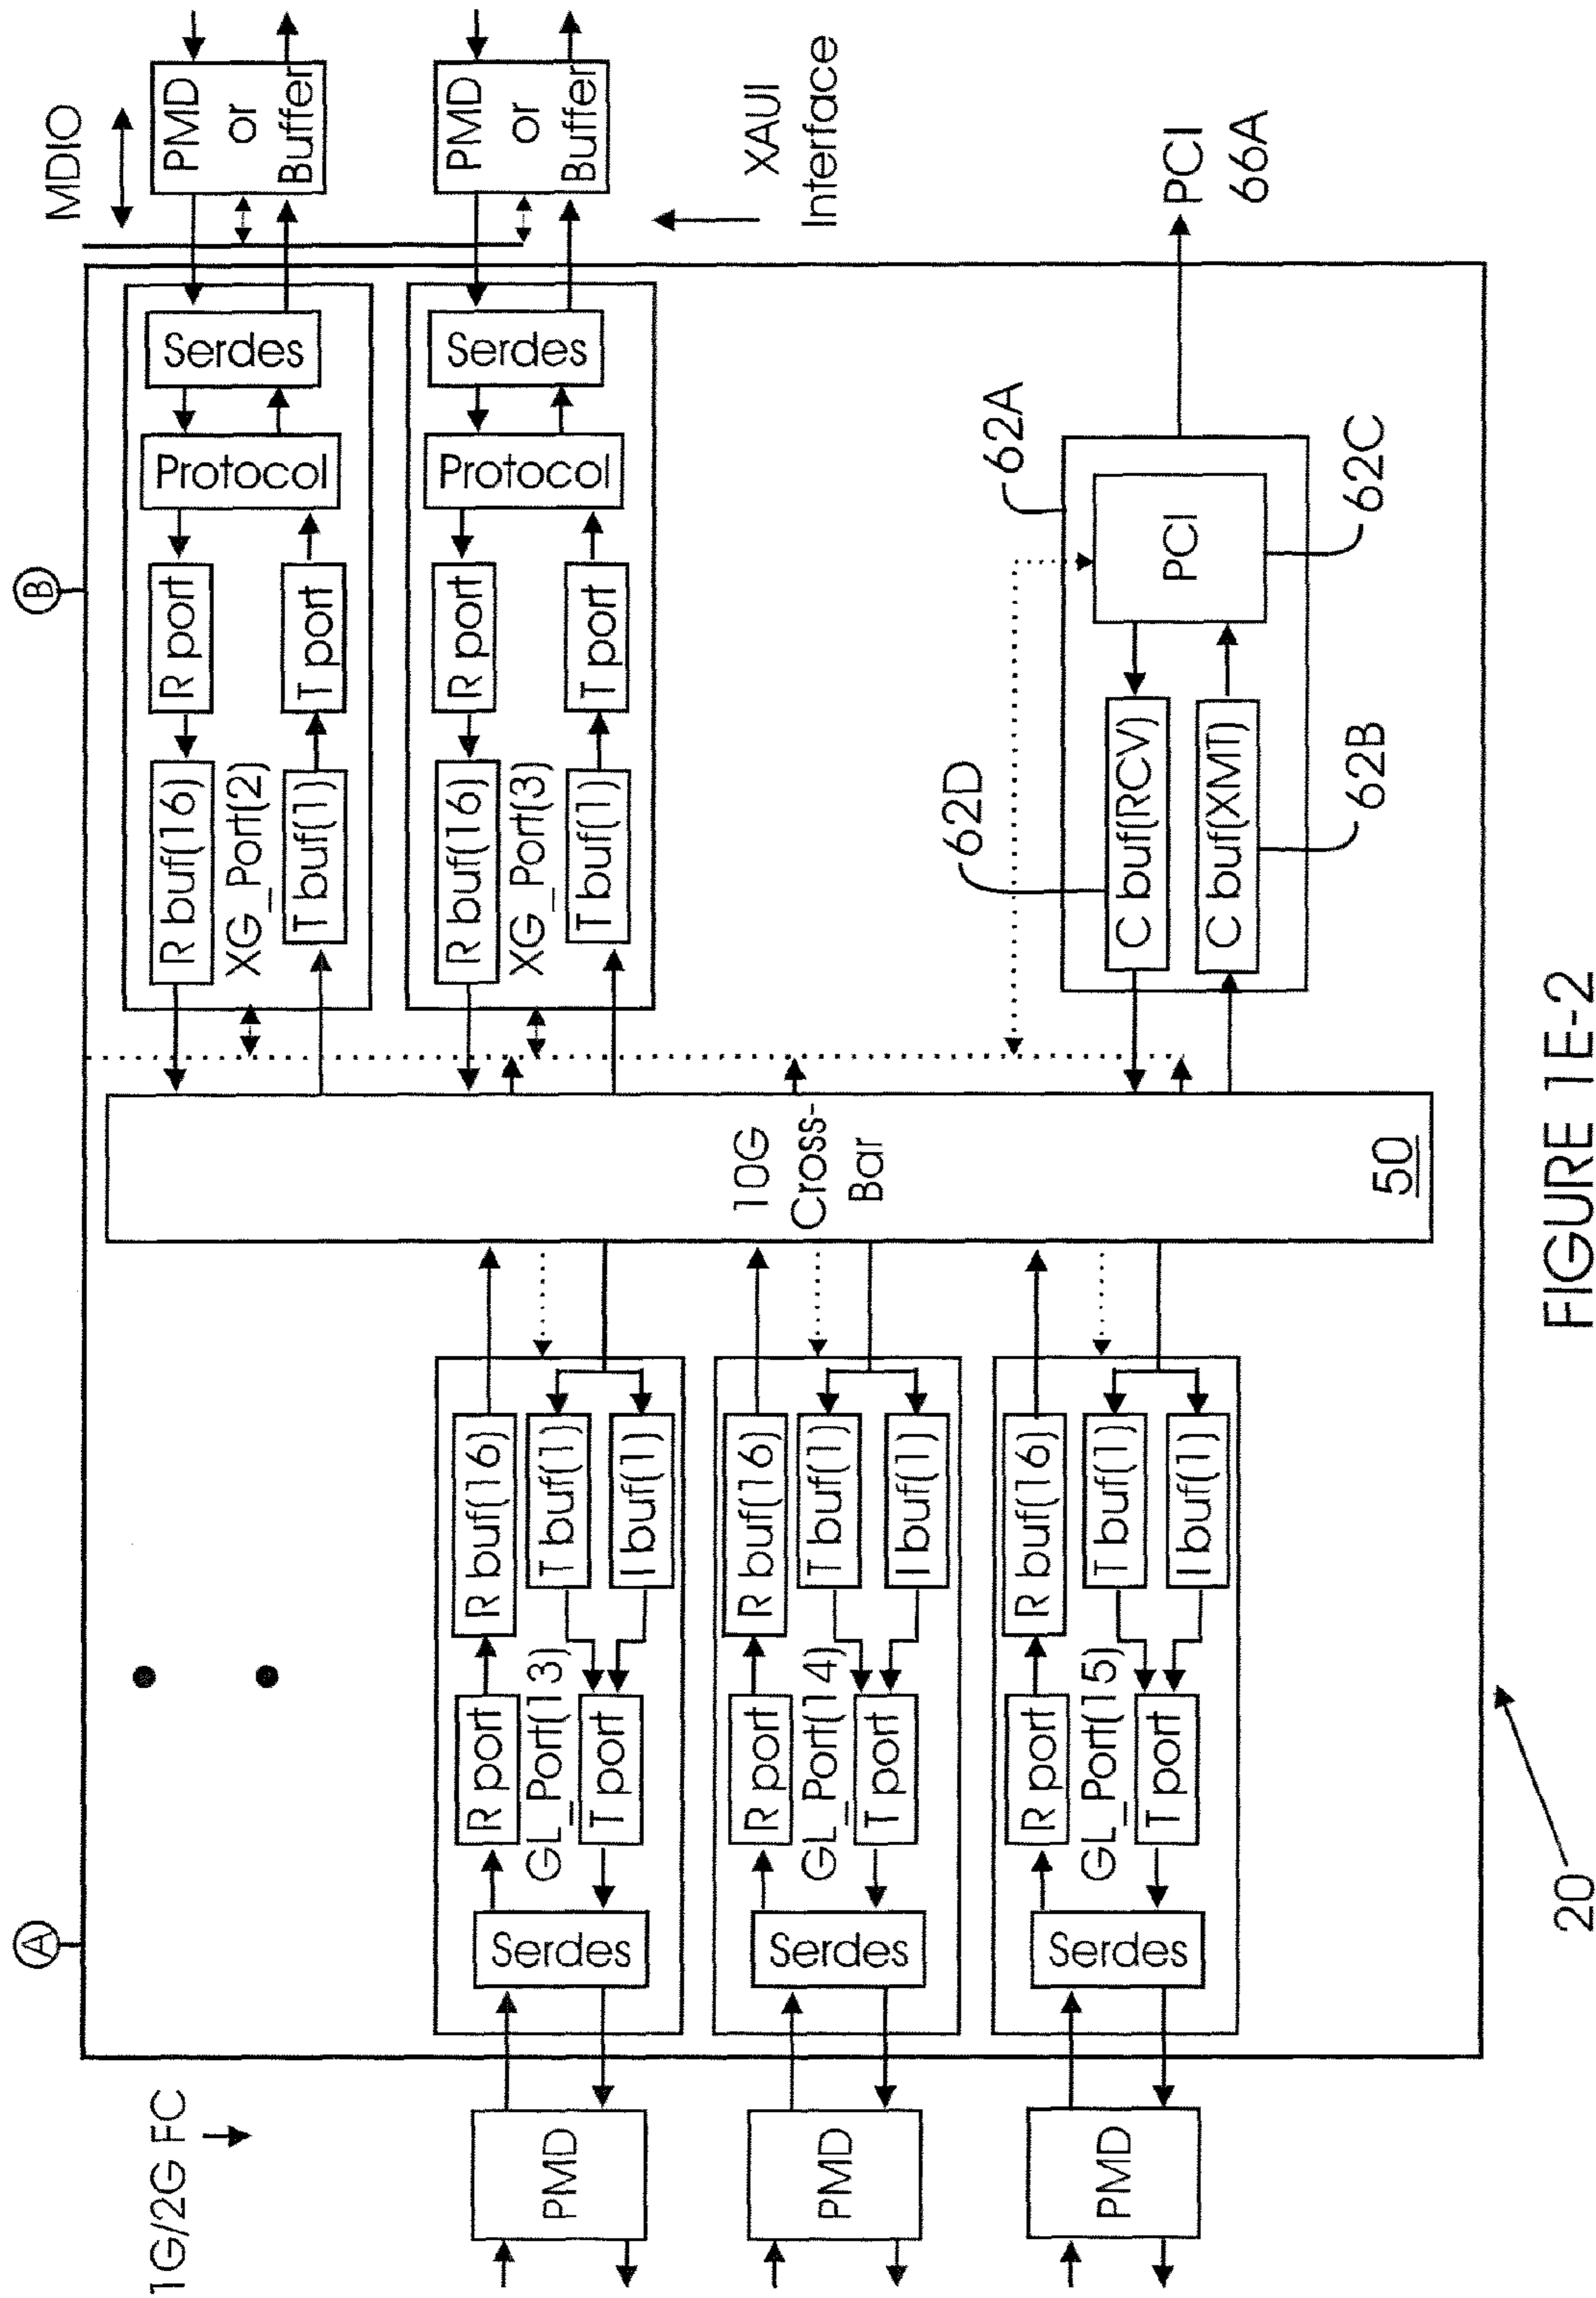 1G/2G FC
A
B
MDIO
PMD
or
Buffer
Serdes
Protocol
R port
R buf(16)
XG_Port(2)
T buf(1)
T port
PMD
or
Buffer
Serdes
Protocol
R port
R buf(16)
XG_Port(3)
T buf(1)
T port
XAUI
Interface
PMD
Serdes
R port
R buf(16)
GL_Port(13)
T port
T buf(1)
I buf(1)
PMD
Serdes
R port
R buf(16)
GL_Port(14)
T port
T buf(1)
I buf(1)
PMD
Serdes
R port
R buf(16)
GL_Port(15)
T port
T buf(1)
I buf(1)
10G
Cross-
Bar
50
62A
62D
C buf(RCV)
C buf(XMT)
PCI
62B
62C
PCI
66A
20
FIGURE 1E-2